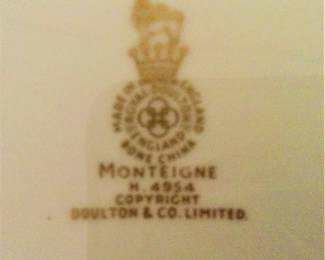 MADE IN ENGLAND
ROYAL DOULTON
ENGLAND
BONE CHINA
MONTEIGNE
H. 4954
COPYRIGHT
DOULTON & CO. LIMITED.